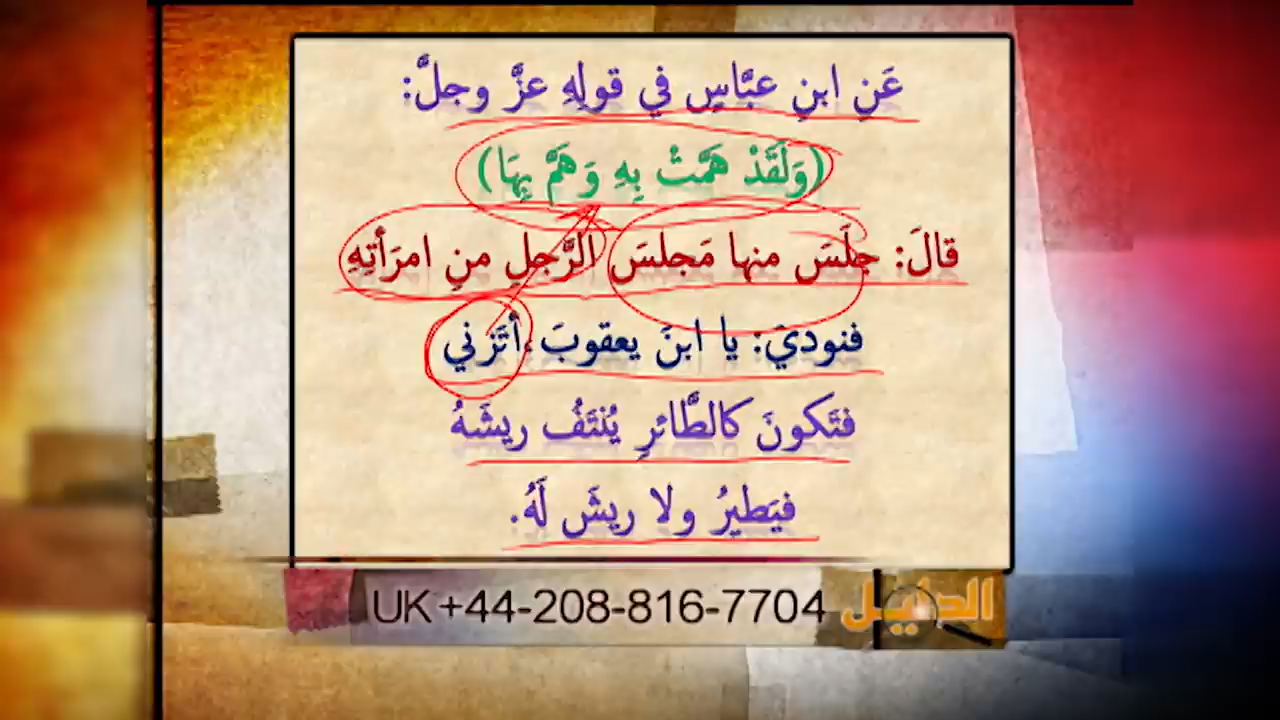 عَنِ ابنِ عبَّاسِ في قولِهِ عزَّ وجلَّ:
(وَلَقَدْ هَمَّتْ بِهِ وَهَمَّ بِهَا)
قالَ: جلَسَ منها مَجلسَ الرَّجلِ منِ امرَأتِهِ
فنوديَ: يا ابنَ يعقوبَ أتَزني
فتَكونَ كالطَّائرِ يُنتَفُ ريشَهُ
فيَطيرُ ولا ريشَ لَهُ.
UK +44-208-816-7704 الدليل